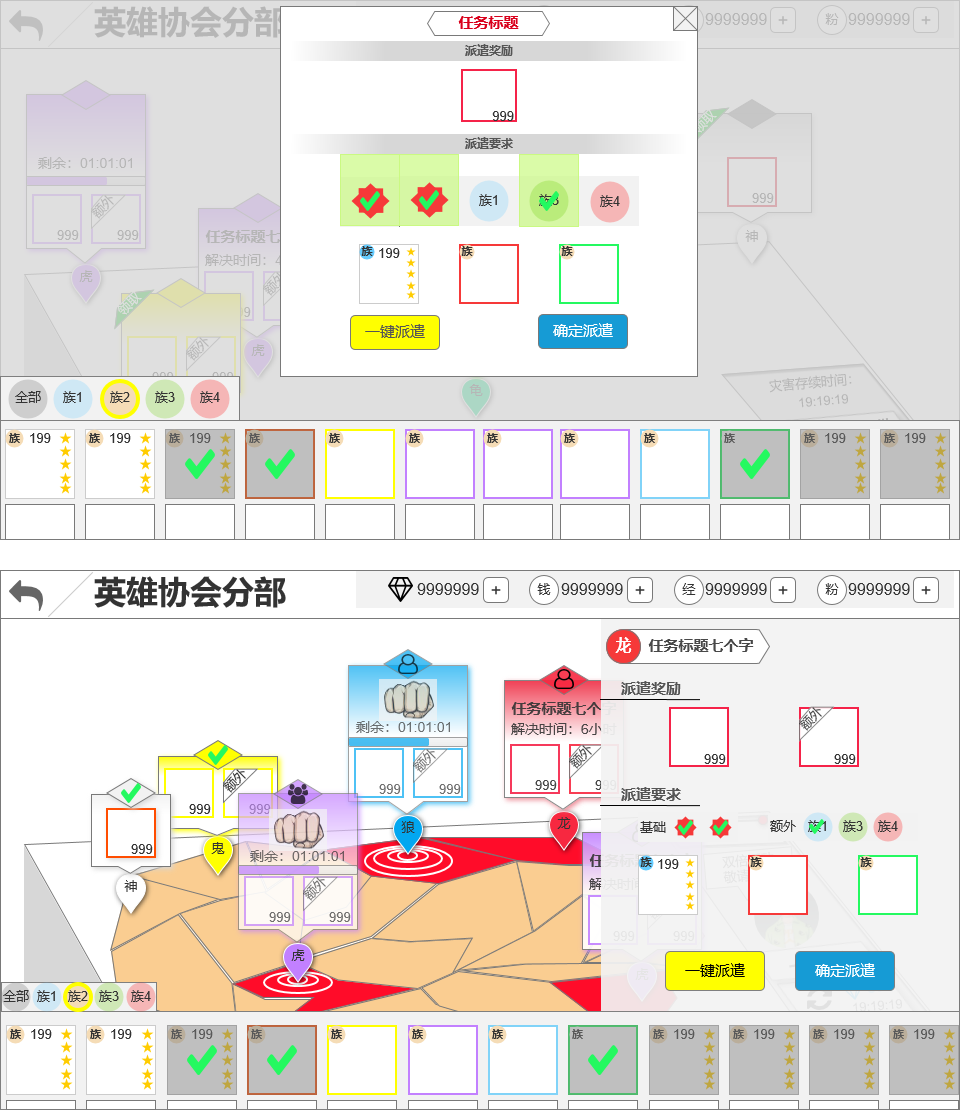 英雄协会分部
任务标题
9999999 +
粉 9999999 +
派遣奖励
999
派遣要求
领取
剩余：01:01:01
999
额外
999
999
族1
族4
神
任务标题七
解决时间：4
虎
族 199
族
族
领取
额外
虎
一键派遣
确定派遣
灾害存续时间：
19:19:19
全部
族1
族2
族3
族4
龟
族 199
族 199
族 199
族
族
族
族
族
族
族 199
族 199
英雄协会分部
9999999 +
钱 9999999 +
经 9999999 +
粉 9999999 +
龙 任务标题七个字
派遣奖励
任务标题七个字
剩余：01:01:01
解决时间：6小时
额外
999
999
999
额外
999
额外
999
额外
999
999
派遣要求
基础
额外
族1
族3
族4
999
狼
龙
鬼
剩余：01:01:01
族 199
族
族
神
额外
999
999
虎
一键派遣
确定派遣
19:19:19
全部
族1
族2
族3
族4
族 199
族 199
族 199
族
族
族
族
族
族 199
族 199
族 199
族 199